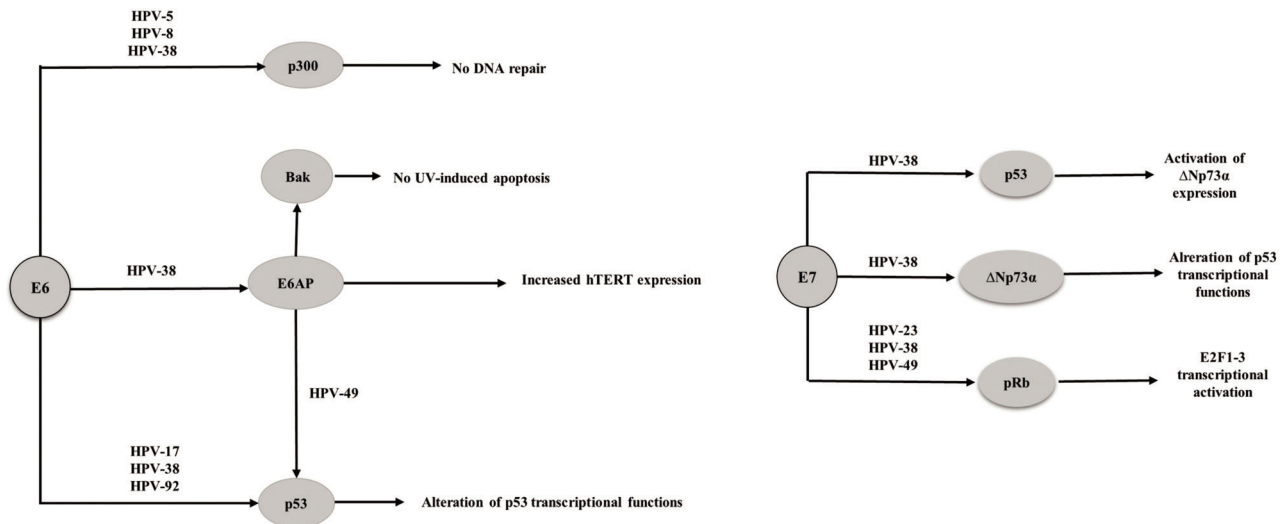 HPV-5
HPV-8
HPV-38
p300
No DNA repair
Bak
No UV-induced apoptosis
E6
HPV-38
E6AP
Increased hTERT expression
HPV-49
HPV-17
HPV-38
HPV-92
p53
Alteration of p53 transcriptional functions
HPV-38
p53
Activation of
ΔNp73α
expression
E7
HPV-38
ΔNp73α
Alreration of p53
transcriptional
functions
HPV-23
HPV-38
HPV-49
pRb
E2F1-3
transcriptional
activation